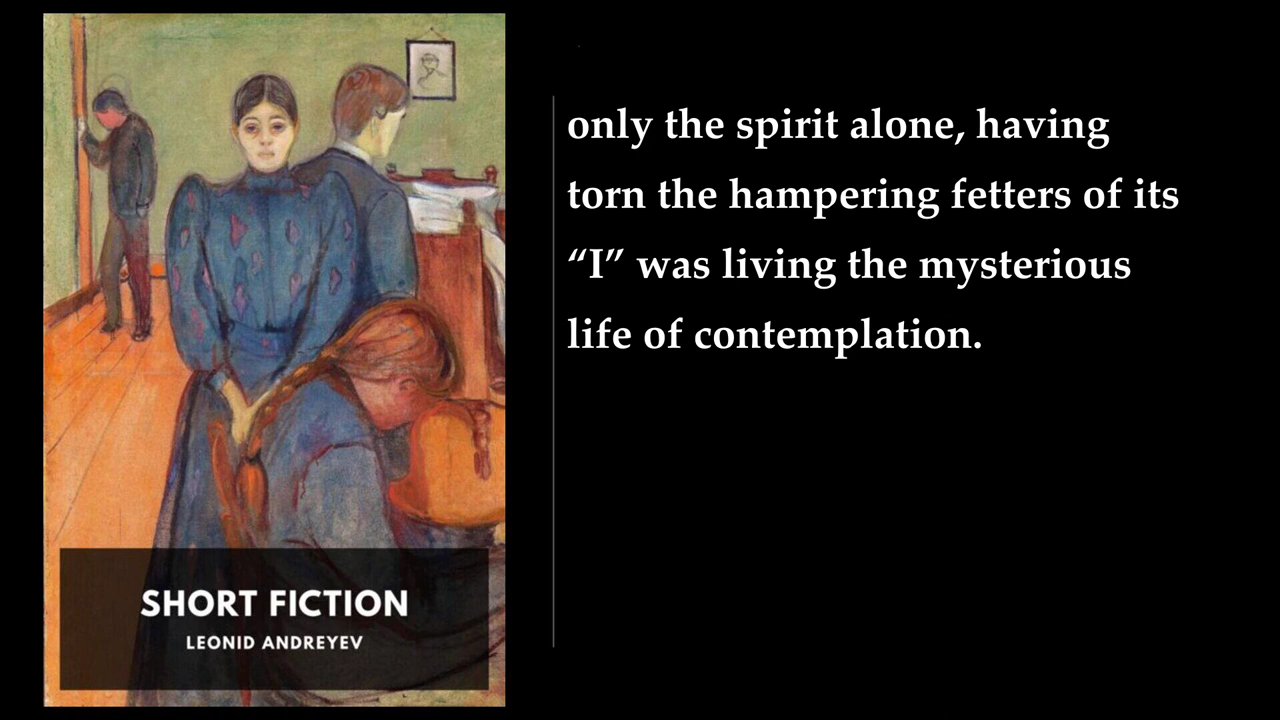 only the spirit alone, having
torn the hampering fetters of its
“I” was living the mysterious
life of contemplation.
SHORT FICTION
LEONID ANDREYEV